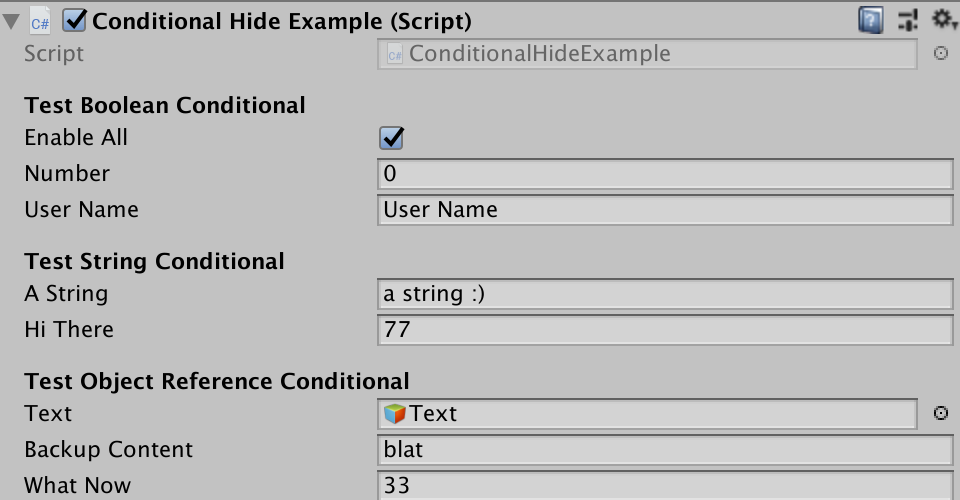 C# Conditional Hide Example (Script)
Script C# ConditionalHideExample
Test Boolean Conditional
Enable All
Number 0
User Name User Name
Test String Conditional
A String a string :)
Hi There 77
Test Object Reference Conditional
Text Text
Backup Content blat
What Now 33